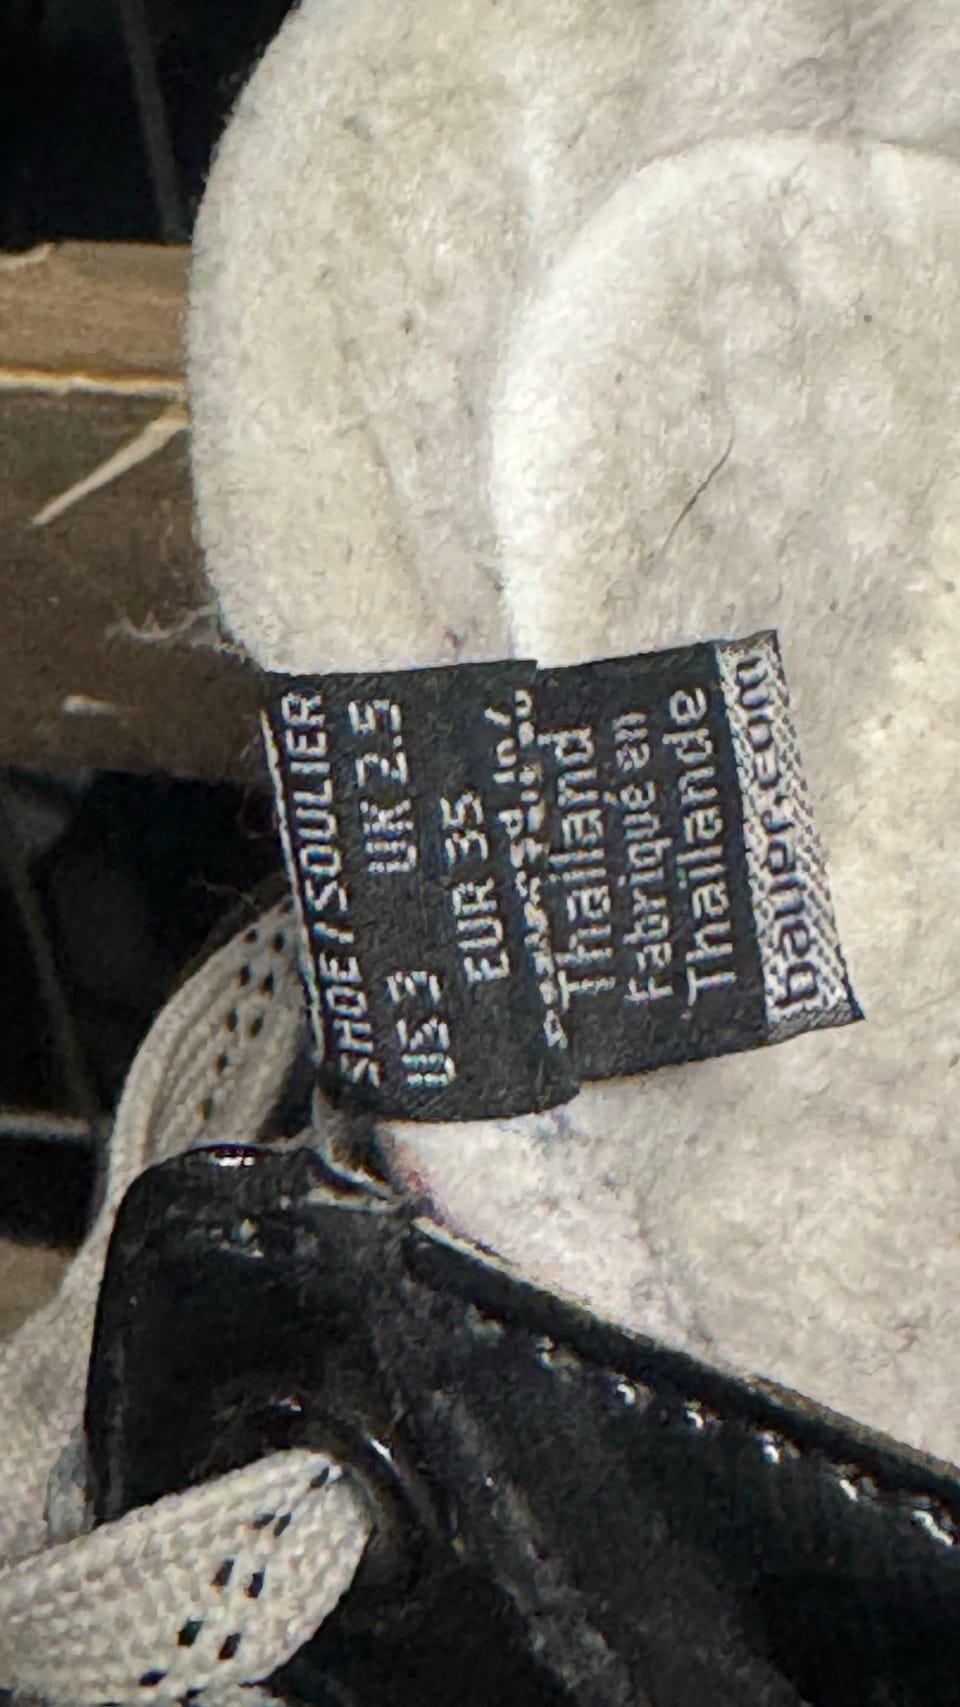 SHOE/SOULIER
US 3 UK 2.5
EUR 35
Thailand
Fabriqué en
Thaïlande
bauer.com